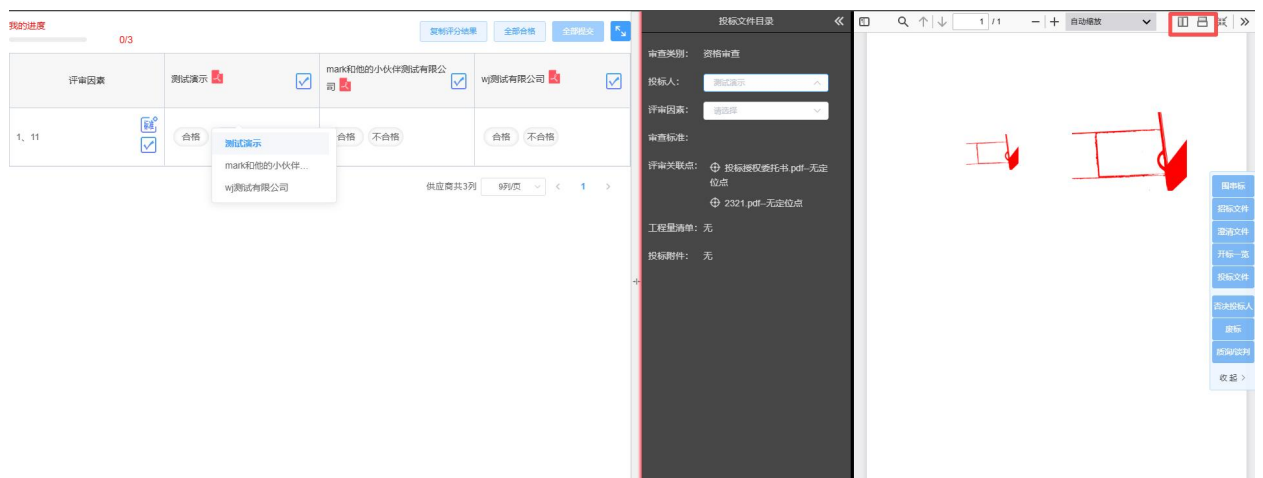 我的进度
0/3
复制评分结果 全部合格 全部提交
评审因素 测试演示 mark和他的小伙伴测试有限公司 wj测试有限公司
1、11 合格 合格 不合格 合格 不合格
测试演示
mark和他的小伙伴...
wj测试有限公司
供应商共3列 9列/页 < 1 >
投标文件目录
审查类别： 资格审查
投标人： 测试演示
评审因素： 请选择
审查标准：
评审关联点： 投标授权委托书.pdf--无定
位点
2321.pdf--无定位点
工程量清单： 无
投标附件： 无
1 /1 自动缩放
围串标
招标文件
澄清文件
开标一览
投标文件
否决投标人
废标
质询/谈判
收起 >